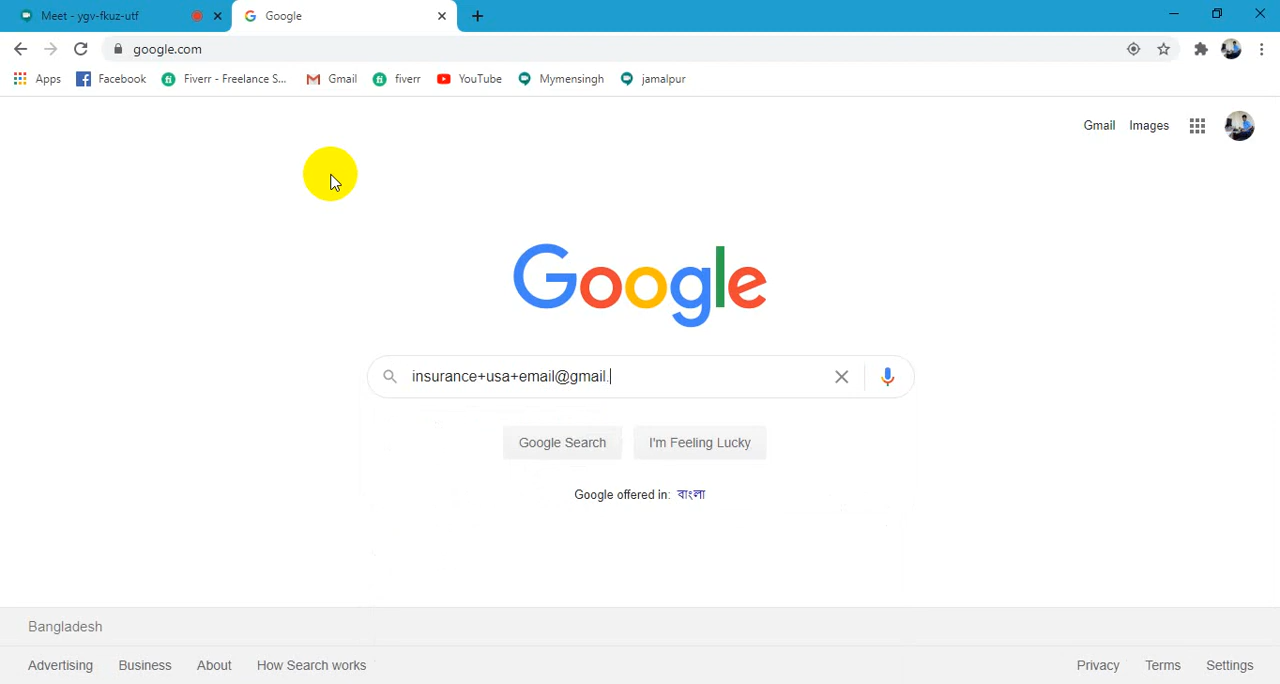 Meet - ygv-fkuz-utf
Google
google.com
Apps
Facebook
Fiverr - Freelance S...
Gmail
fiverr
YouTube
Mymensingh
jamalpur
Gmail Images
Google
insurance+usa+email@gmail.
Google Search
I'm Feeling Lucky
Google offered in: বাংলা
Bangladesh
Advertising Business About How Search works
Privacy Terms Settings